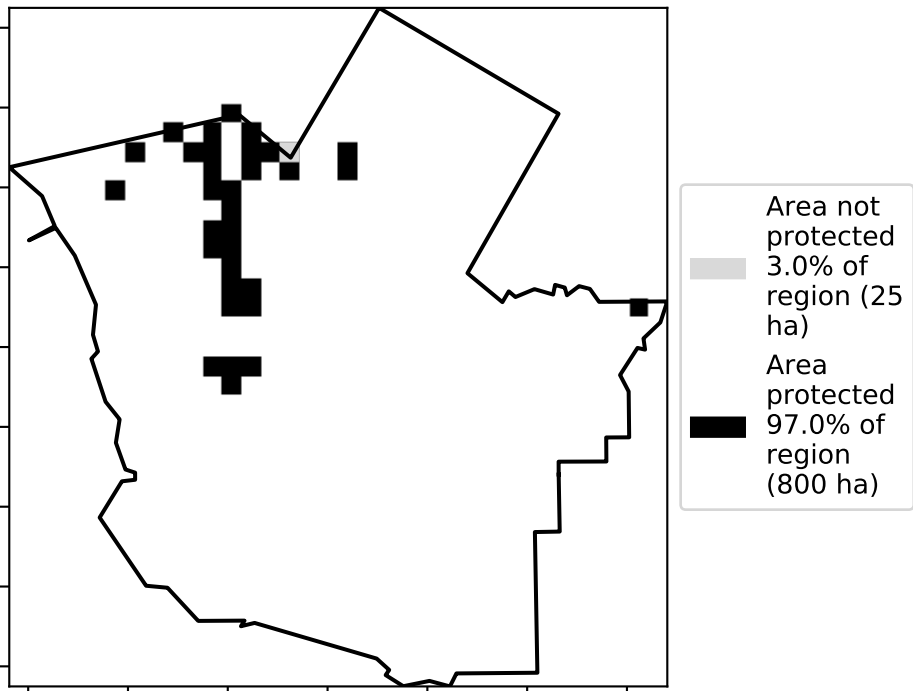 Area not
protected
3.0% of
region (25
ha)
Area
protected
97.0% of
region
(800 ha)